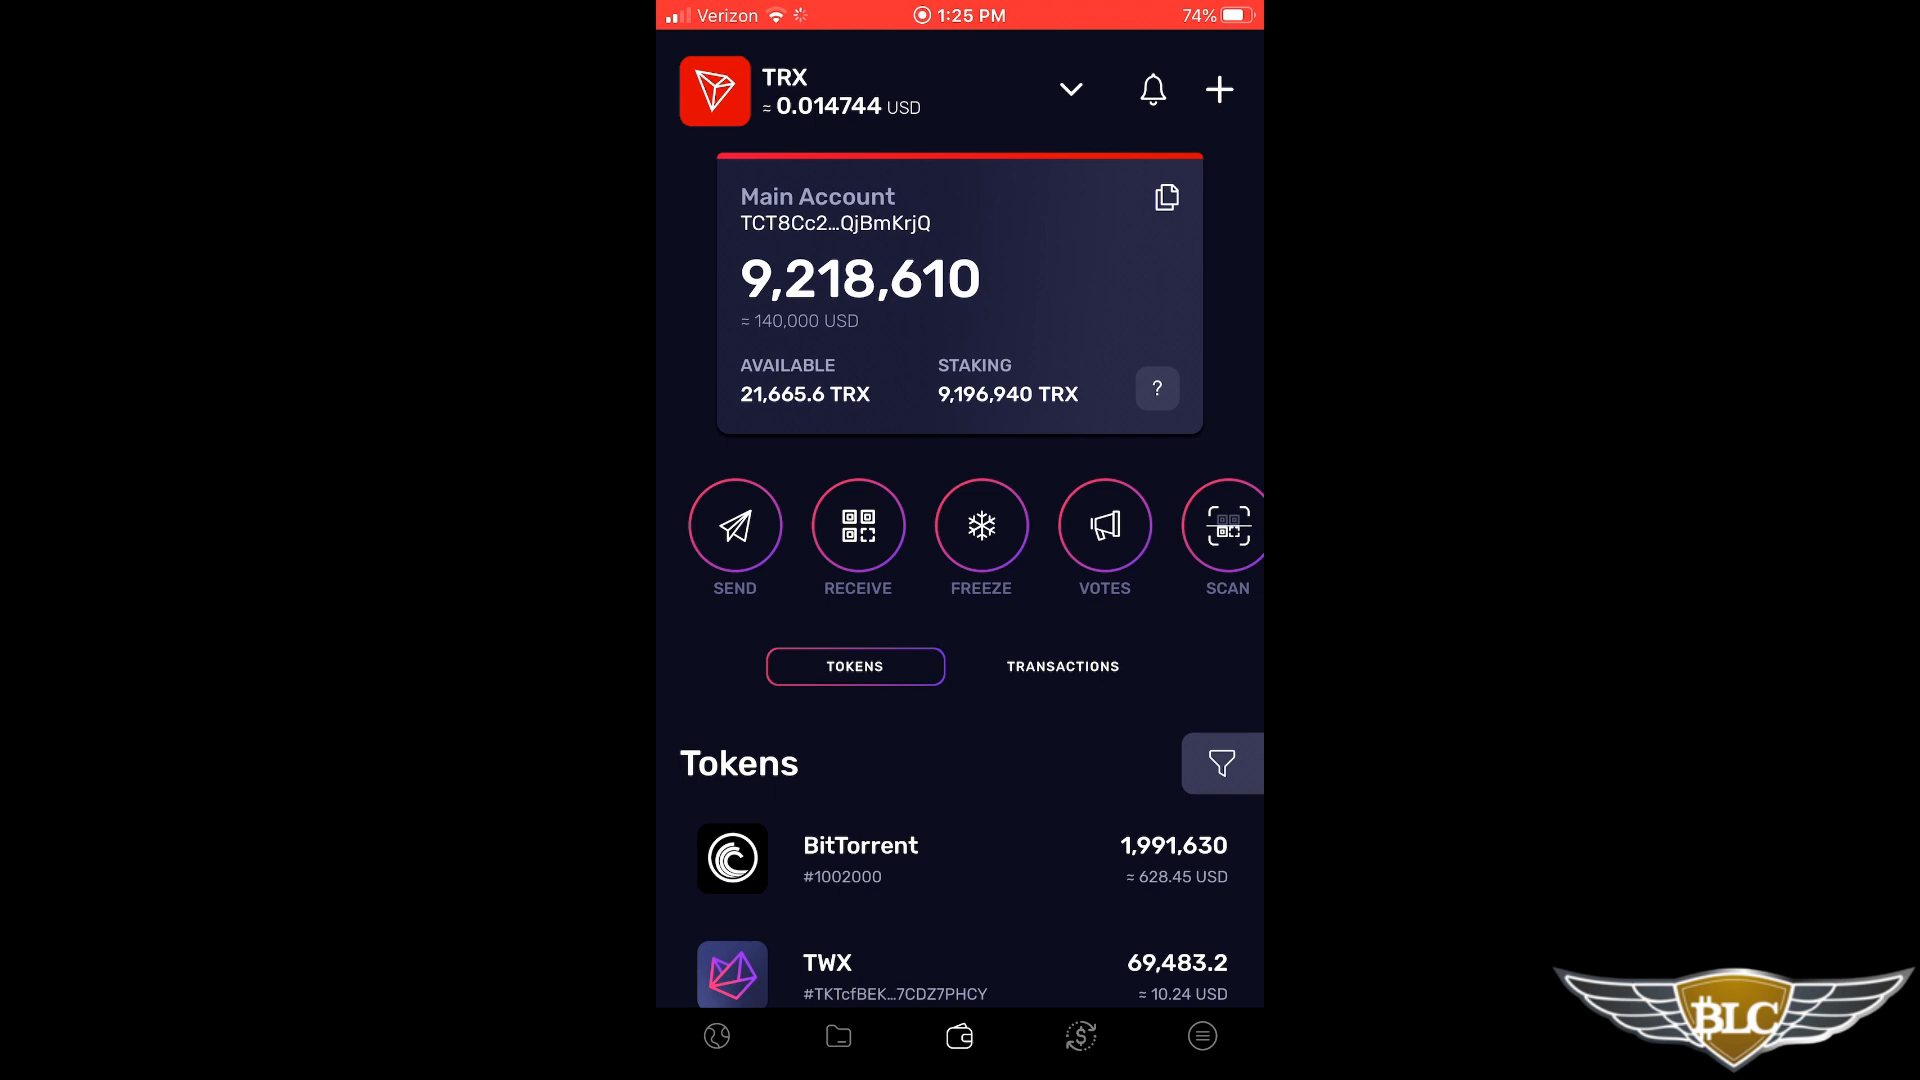 Verizon 1:25 PM 74%
TRX
≈ 0.014744 USD
Main Account
TCT8Cc2...QjBmKrjQ
9,218,610
≈ 140,000 USD
AVAILABLE STAKING
21,665.6 TRX 9,196,940 TRX
?
SEND RECEIVE FREEZE VOTES SCAN
TOKENS TRANSACTIONS
Tokens
BitTorrent 1,991,630
#1002000 ≈ 628.45 USD
TWX 69,483.2
#TKTcfBEK...7CDZ7PHCY ≈ 10.24 USD
BLC